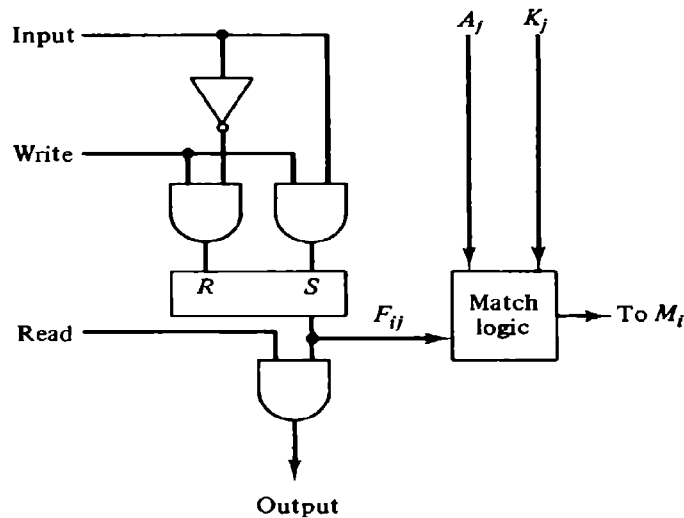 Input
A_j K_j
Write
R S
Match
logic
F_ij
To M_i
Read
Output